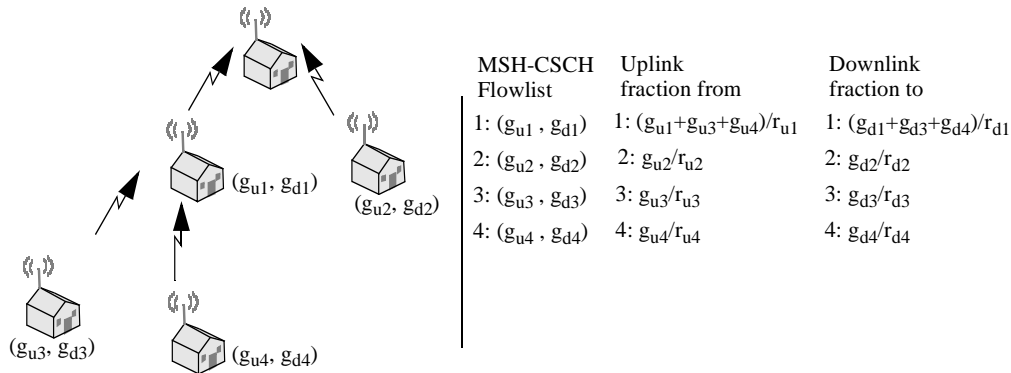 MSH-CSCH Flowlist
Uplink fraction from
Downlink fraction to
1: (gu1 , gd1) 1: (gu1+gu3+gu4)/ru1 1: (gd1+gd3+gd4)/rd1
2: (gu2 , gd2) 2: gu2/ru2 2: gd2/rd2
3: (gu3 , gd3) 3: gu3/ru3 3: gd3/rd3
4: (gu4 , gd4) 4: gu4/ru4 4: gd4/rd4
(gu1, gd1)
(gu2, gd2)
(gu3, gd3)
(gu4, gd4)